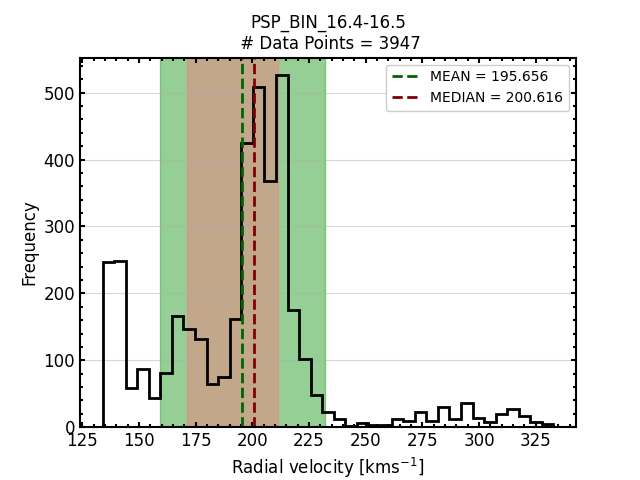 PSP_BIN_16.4-16.5
# Data Points = 3947
MEAN = 195.656
MEDIAN = 200.616
Frequency
500
400
300
200
100
0
125 150 175 200 225 250 275 300 325
Radial velocity [kms⁻¹]